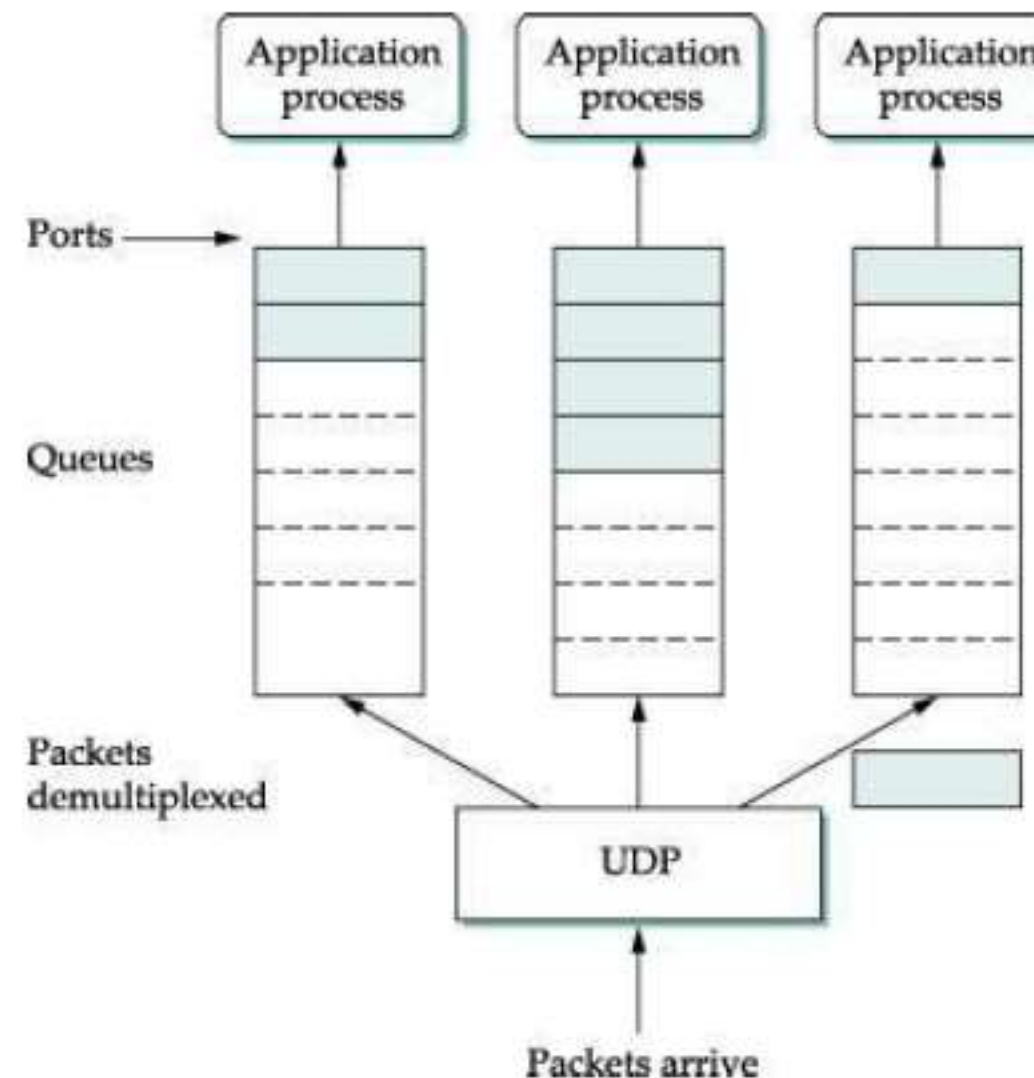 Application
process
Application
process
Application
process
Ports
Queues
Packets
demultiplexed
UDP
Packets arrive